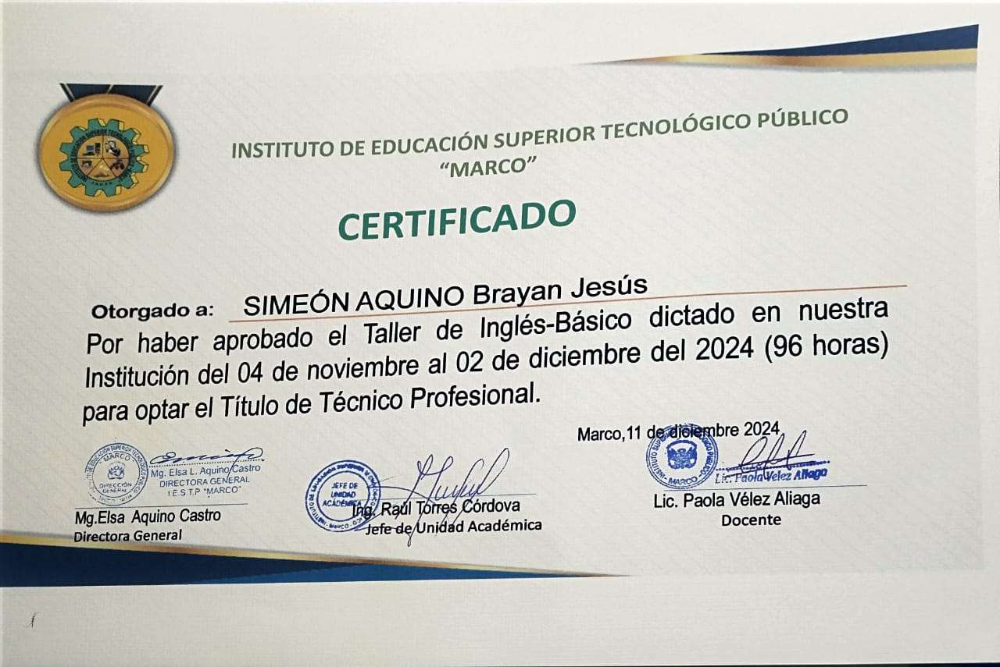 INSTITUTO DE EDUCACIÓN SUPERIOR TECNOLÓGICO PÚBLICO
“MARCO”
CERTIFICADO
Otorgado a: SIMEÓN AQUINO Brayan Jesús
Por haber aprobado el Taller de Inglés-Básico dictado en nuestra
Institución del 04 de noviembre al 02 de diciembre del 2024 (96 horas)
para optar el Título de Técnico Profesional.
Marco,11 de diciembre 2024
MARCO
DIRECCIÓN
GENERAL
Mg. Elsa L. Aquino Castro
DIRECTORA GENERAL
I.E.S.T.P "MARCO"
Mg.Elsa Aquino Castro
Directora General
JEFE DE
UNIDAD
ACADÉMICA
Ing. Raúl Torres Córdova
Jefe de Unidad Académica
MARCO
Lic. Paola Velez Aliaga
Lic. Paola Vélez Aliaga
Docente